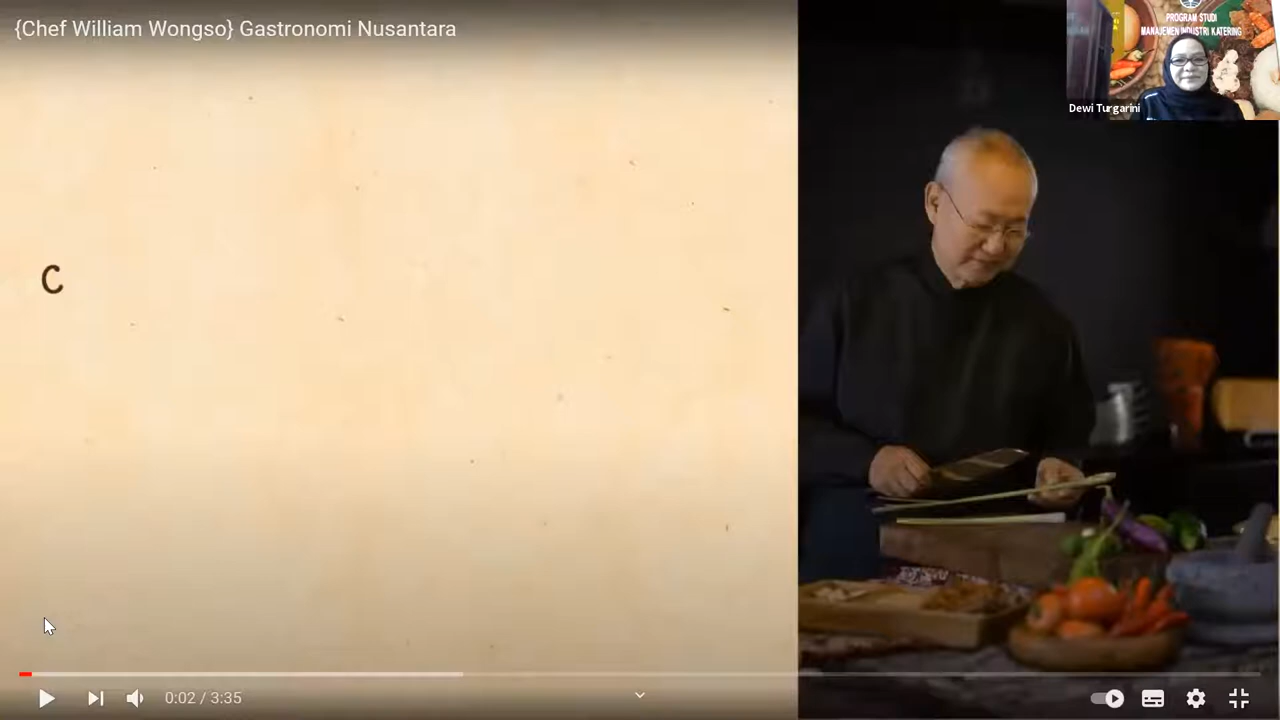 {Chef William Wongso} Gastronomi Nusantara
PROGRAM STUDI
MANAJEMEN INDUSTRI KATERING
Dewi Turgarini
C
0:02 / 3:35